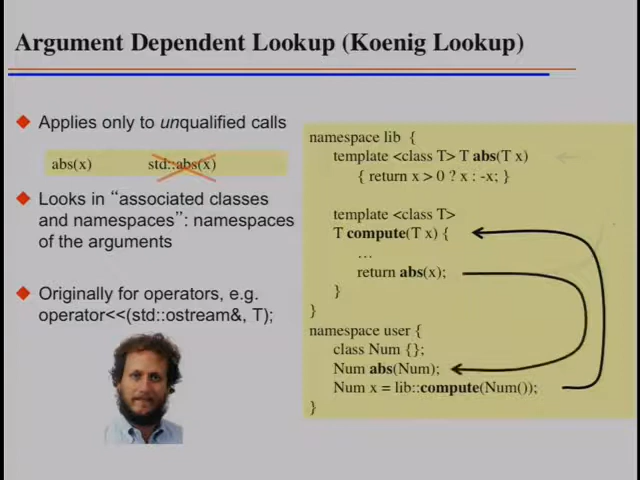 Argument Dependent Lookup (Koenig Lookup)
Applies only to unqualified calls
abs(x) std::abs(x)
Looks in “associated classes
and namespaces”: namespaces
of the arguments
Originally for operators, e.g.
operator<<(std::ostream&, T);
namespace lib {
template <class T> T abs(T x)
{ return x > 0 ? x : -x; }
template <class T>
T compute(T x) {
…
return abs(x);
}
}
namespace user {
class Num {};
Num abs(Num);
Num x = lib::compute(Num());
}